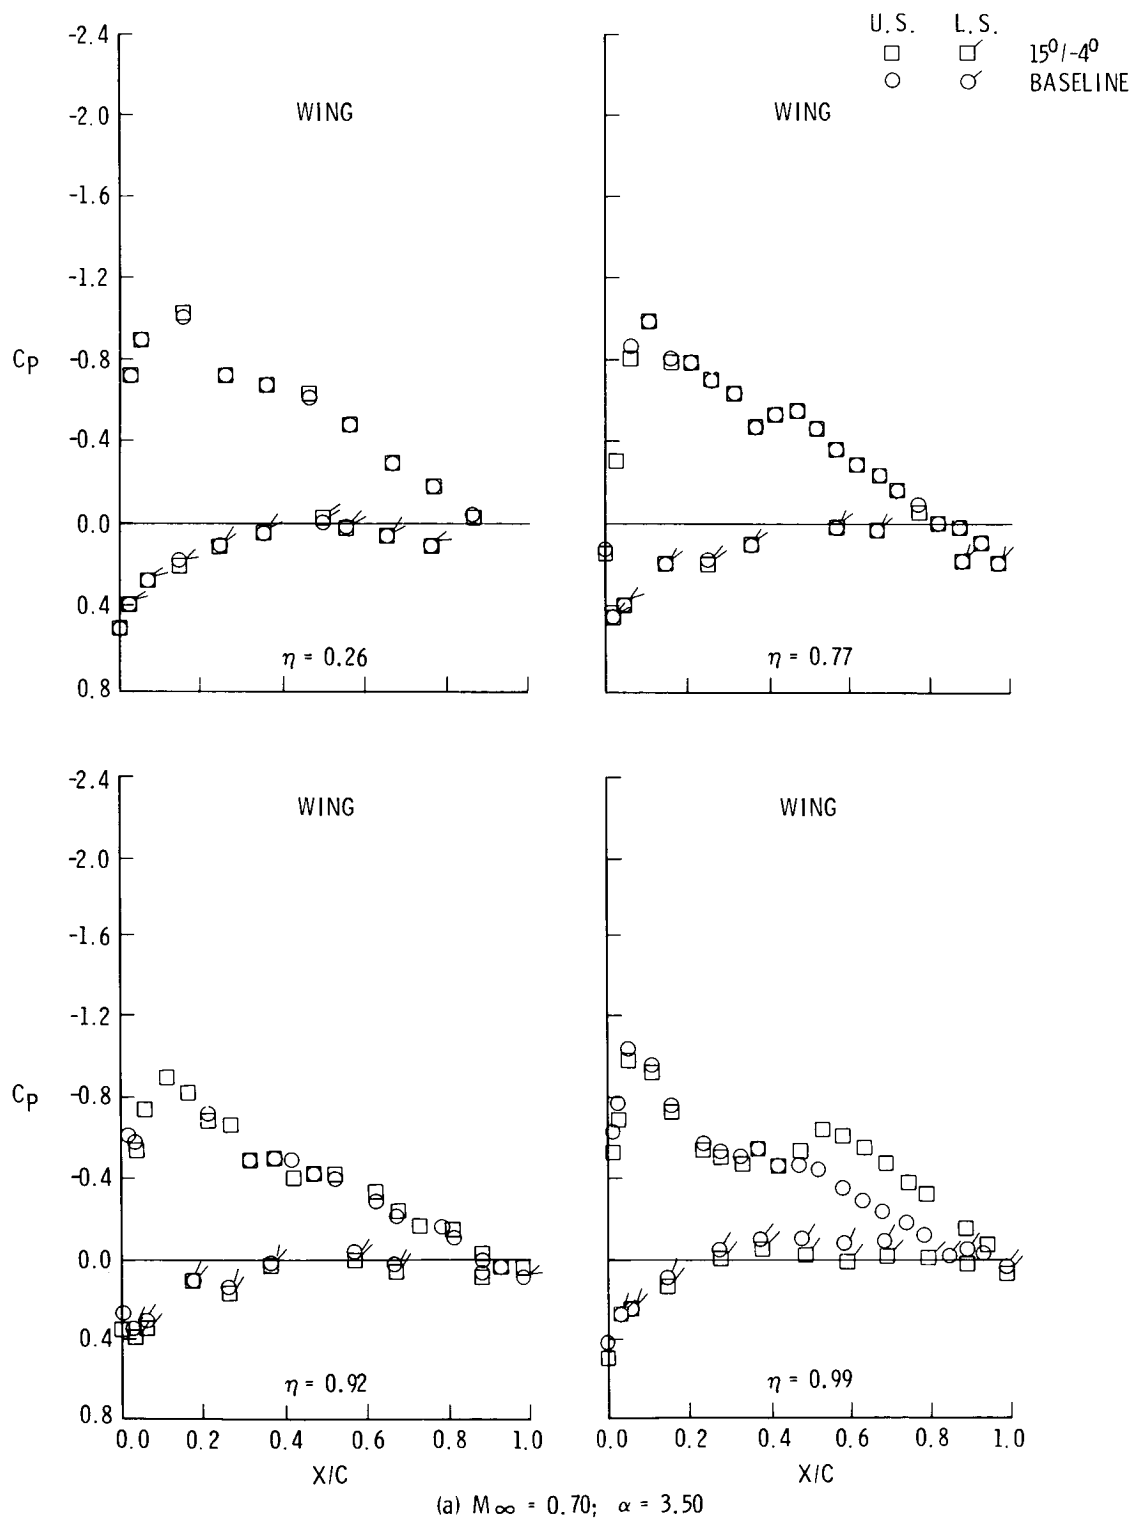 U.S. L.S.
15⁰/-4⁰
BASELINE
-2.4
-2.0
-1.6
-1.2
-0.8
-0.4
0.0
0.4
0.8
Cp
WING
η = 0.26
WING
η = 0.77
-2.4
-2.0
-1.6
-1.2
-0.8
-0.4
0.0
0.4
0.8
Cp
WING
η = 0.92
0.0 0.2 0.4 0.6 0.8 1.0
X/C
WING
η = 0.99
0.0 0.2 0.4 0.6 0.8 1.0
X/C
(a) M∞ = 0.70; α = 3.50